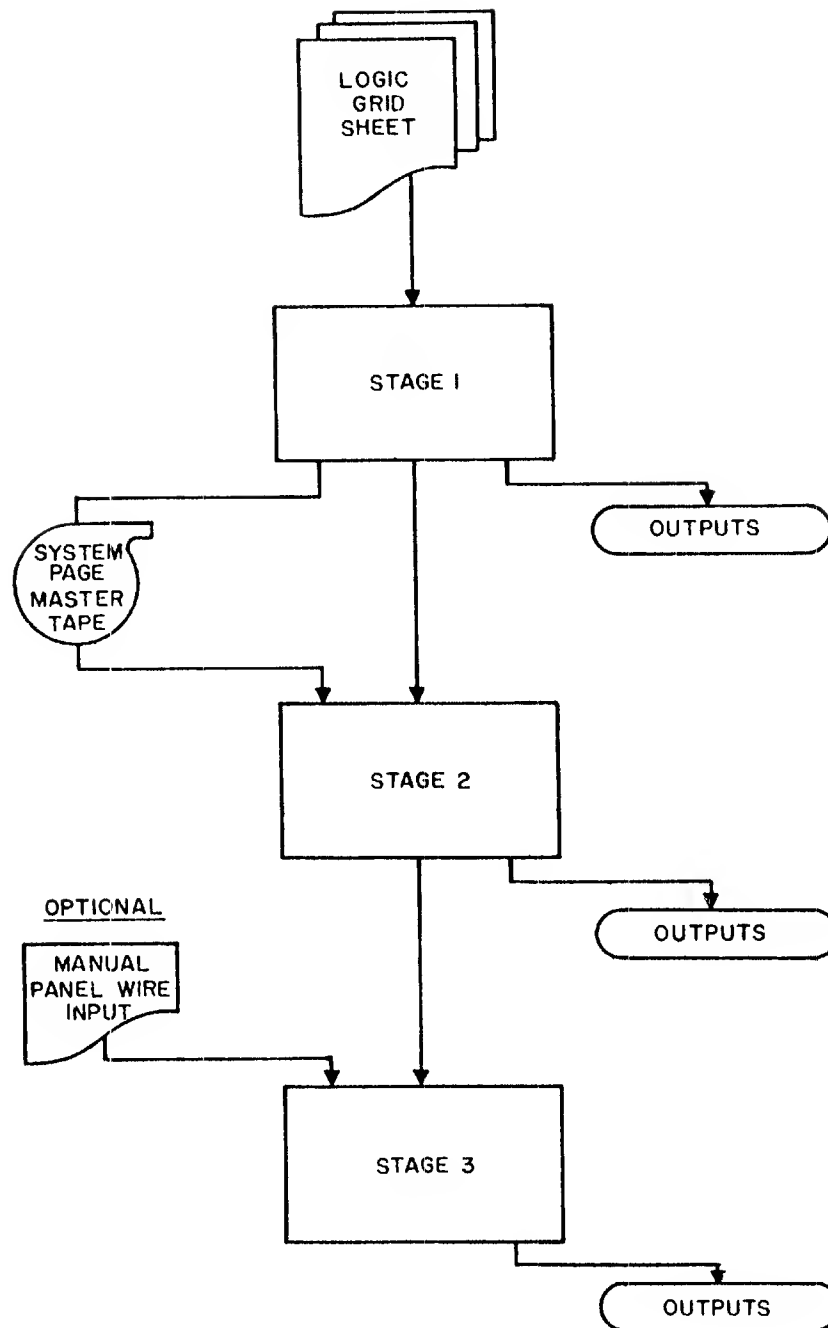 LOGIC
GRID
SHEET
STAGE 1
OUTPUTS
SYSTEM
PAGE
MASTER
TAPE
STAGE 2
OUTPUTS
OPTIONAL
MANUAL
PANEL WIRE
INPUT
STAGE 3
OUTPUTS